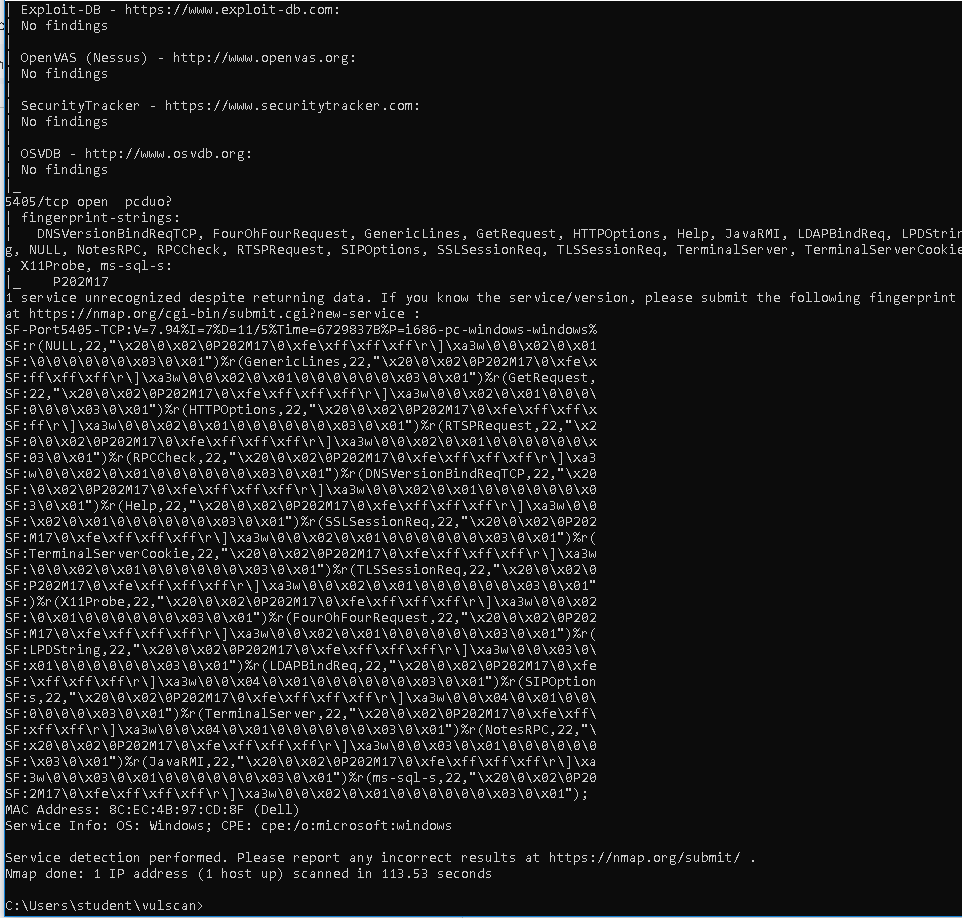 | Exploit-DB - https://www.exploit-db.com:
| No findings
|
| OpenVAS (Nessus) - http://www.openvas.org:
| No findings
|
| SecurityTracker - https://www.securitytracker.com:
| No findings
|
| OSVDB - http://www.osvdb.org:
| No findings
|_
5405/tcp open  pcduo?
| fingerprint-strings:
|   DNSVersionBindReqTCP, FourOhFourRequest, GenericLines, GetRequest, HTTPOptions, Help, JavaRMI, LDAPBindReq, LPDStrin
g, NULL, NotesRPC, RPCCheck, RTSPRequest, SIPOptions, SSLSessionReq, TLSSessionReq, TerminalServer, TerminalServerCookie
, X11Probe, ms-sql-s:
|_    P202M17
1 service unrecognized despite returning data. If you know the service/version, please submit the following fingerprint
at https://nmap.org/cgi-bin/submit.cgi?new-service :
SF-Port5405-TCP:V=7.94%I=7%D=11/5%Time=6729837B%P=i686-pc-windows-windows%
SF:r(NULL,22,"\x20\0\x02\0P202M17\0\xfe\xff\xff\xff\r\]\xa3w\0\0\x02\0\x01
SF:\0\0\0\0\0\0\x03\0\x01")%r(GenericLines,22,"\x20\0\x02\0P202M17\0\xfe\x
SF:ff\xff\xff\r\]\xa3w\0\0\x02\0\x01\0\0\0\0\0\0\x03\0\x01")%r(GetRequest,
SF:22,"\x20\0\x02\0P202M17\0\xfe\xff\xff\xff\r\]\xa3w\0\0\x02\0\x01\0\0\0\
SF:0\0\0\x03\0\x01")%r(HTTPOptions,22,"\x20\0\x02\0P202M17\0\xfe\xff\xff\x
SF:ff\r\]\xa3w\0\0\x02\0\x01\0\0\0\0\0\0\x03\0\x01")%r(RTSPRequest,22,"\x2
SF:0\0\x02\0P202M17\0\xfe\xff\xff\xff\r\]\xa3w\0\0\x02\0\x01\0\0\0\0\0\0\x
SF:03\0\x01")%r(RPCCheck,22,"\x20\0\x02\0P202M17\0\xfe\xff\xff\xff\r\]\xa3
SF:w\0\0\x02\0\x01\0\0\0\0\0\0\x03\0\x01")%r(DNSVersionBindReqTCP,22,"\x20
SF:\0\x02\0P202M17\0\xfe\xff\xff\xff\r\]\xa3w\0\0\x02\0\x01\0\0\0\0\0\0\x0
SF:3\0\x01")%r(Help,22,"\x20\0\x02\0P202M17\0\xfe\xff\xff\xff\r\]\xa3w\0\0
SF:\x02\0\x01\0\0\0\0\0\0\x03\0\x01")%r(SSLSessionReq,22,"\x20\0\x02\0P202
SF:M17\0\xfe\xff\xff\xff\r\]\xa3w\0\0\x02\0\x01\0\0\0\0\0\0\x03\0\x01")%r(
SF:TerminalServerCookie,22,"\x20\0\x02\0P202M17\0\xfe\xff\xff\xff\r\]\xa3w
SF:\0\0\x02\0\x01\0\0\0\0\0\0\x03\0\x01")%r(TLSSessionReq,22,"\x20\0\x02\0
SF:P202M17\0\xfe\xff\xff\xff\r\]\xa3w\0\0\x02\0\x01\0\0\0\0\0\0\x03\0\x01"
SF:)%r(X11Probe,22,"\x20\0\x02\0P202M17\0\xfe\xff\xff\xff\r\]\xa3w\0\0\x02
SF:\0\x01\0\0\0\0\0\0\x03\0\x01")%r(FourOhFourRequest,22,"\x20\0\x02\0P202
SF:M17\0\xfe\xff\xff\xff\r\]\xa3w\0\0\x02\0\x01\0\0\0\0\0\0\x03\0\x01")%r(
SF:LPDString,22,"\x20\0\x02\0P202M17\0\xfe\xff\xff\xff\r\]\xa3w\0\0\x03\0\
SF:x01\0\0\0\0\0\0\x03\0\x01")%r(LDAPBindReq,22,"\x20\0\x02\0P202M17\0\xfe
SF:\xff\xff\xff\r\]\xa3w\0\0\x04\0\x01\0\0\0\0\0\0\x03\0\x01")%r(SIPOption
SF:s,22,"\x20\0\x02\0P202M17\0\xfe\xff\xff\xff\r\]\xa3w\0\0\x04\0\x01\0\0\
SF:0\0\0\0\x03\0\x01")%r(TerminalServer,22,"\x20\0\x02\0P202M17\0\xfe\xff\
SF:xff\xff\r\]\xa3w\0\0\x04\0\x01\0\0\0\0\0\0\x03\0\x01")%r(NotesRPC,22,"\
SF:x20\0\x02\0P202M17\0\xfe\xff\xff\xff\r\]\xa3w\0\0\x03\0\x01\0\0\0\0\0\0
SF:\x03\0\x01")%r(JavaRMI,22,"\x20\0\x02\0P202M17\0\xfe\xff\xff\xff\r\]\xa
SF:3w\0\0\x03\0\x01\0\0\0\0\0\0\x03\0\x01")%r(ms-sql-s,22,"\x20\0\x02\0P20
SF:2M17\0\xfe\xff\xff\xff\r\]\xa3w\0\0\x02\0\x01\0\0\0\0\0\0\x03\0\x01");
MAC Address: 8C:EC:4B:97:CD:8F (Dell)
Service Info: OS: Windows; CPE: cpe:/o:microsoft:windows

Service detection performed. Please report any incorrect results at https://nmap.org/submit/ .
Nmap done: 1 IP address (1 host up) scanned in 113.53 seconds

C:\Users\student\vulscan>